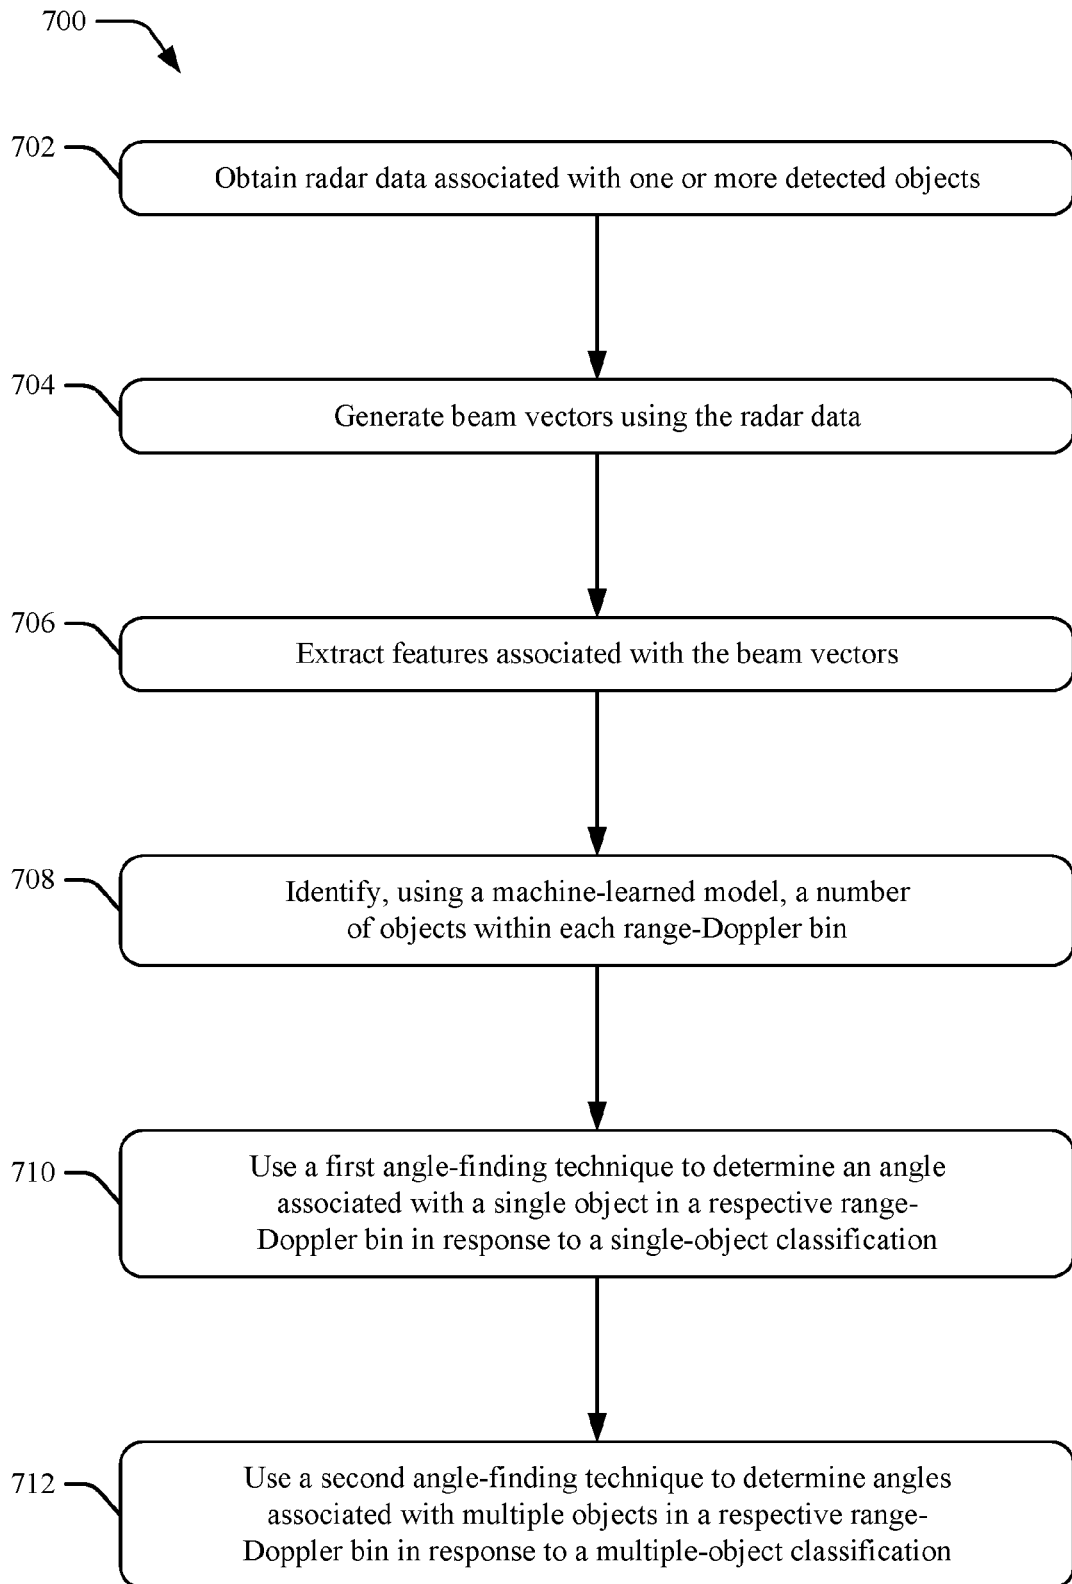 700
702
Obtain radar data associated with one or more detected objects
704
Generate beam vectors using the radar data
706
Extract features associated with the beam vectors
708
Identify, using a machine-learned model, a number
of objects within each range-Doppler bin
710
Use a first angle-finding technique to determine an angle
associated with a single object in a respective range-
Doppler bin in response to a single-object classification
712
Use a second angle-finding technique to determine angles
associated with multiple objects in a respective range-
Doppler bin in response to a multiple-object classification